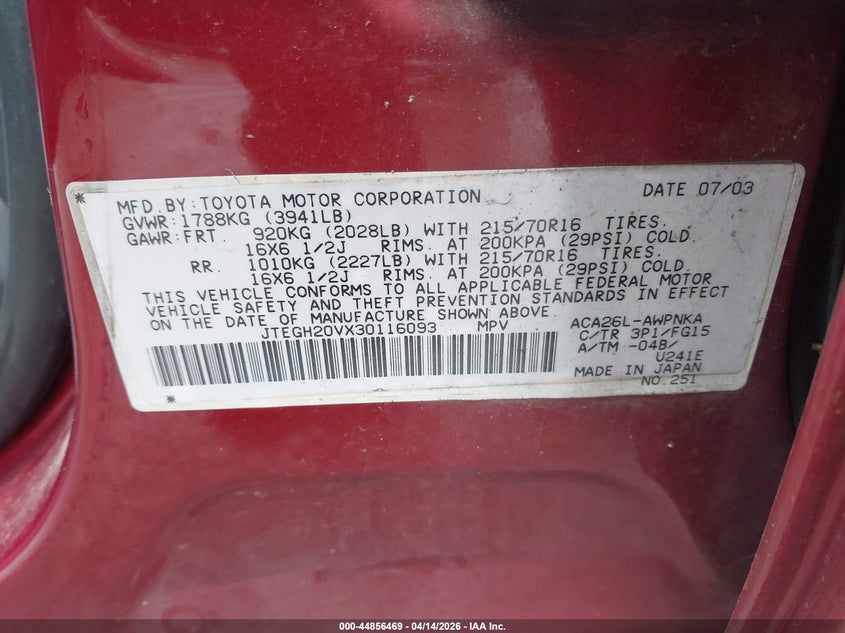 MFD.BY:TOYOTA MOTOR CORPORATION DATE 07/03
GVWR:1788KG (3941LB)
GAWR:FRT. 920KG (2028LB) WITH 215/70R16 TIRES.
16X6 1/2J RIMS. AT 200KPA (29PSI) COLD.
RR. 1010KG (2227LB) WITH 215/70R16 TIRES.
16X6 1/2J RIMS. AT 200KPA (29PSI) COLD.
THIS VEHICLE CONFORMS TO ALL APPLICABLE FEDERAL MOTOR
VEHICLE SAFETY AND THEFT PREVENTION STANDARDS IN EFFECT
ON THE DATE OF MANUFACTURE SHOWN ABOVE.
JTEGH20VX30116093 MPV ACA26L-AWPNKA
C/TR 3P1/FG15
A/TM -04B/
U241E
MADE IN JAPAN
NO.251
000-44856469 - 04/14/2026 - IAA Inc.